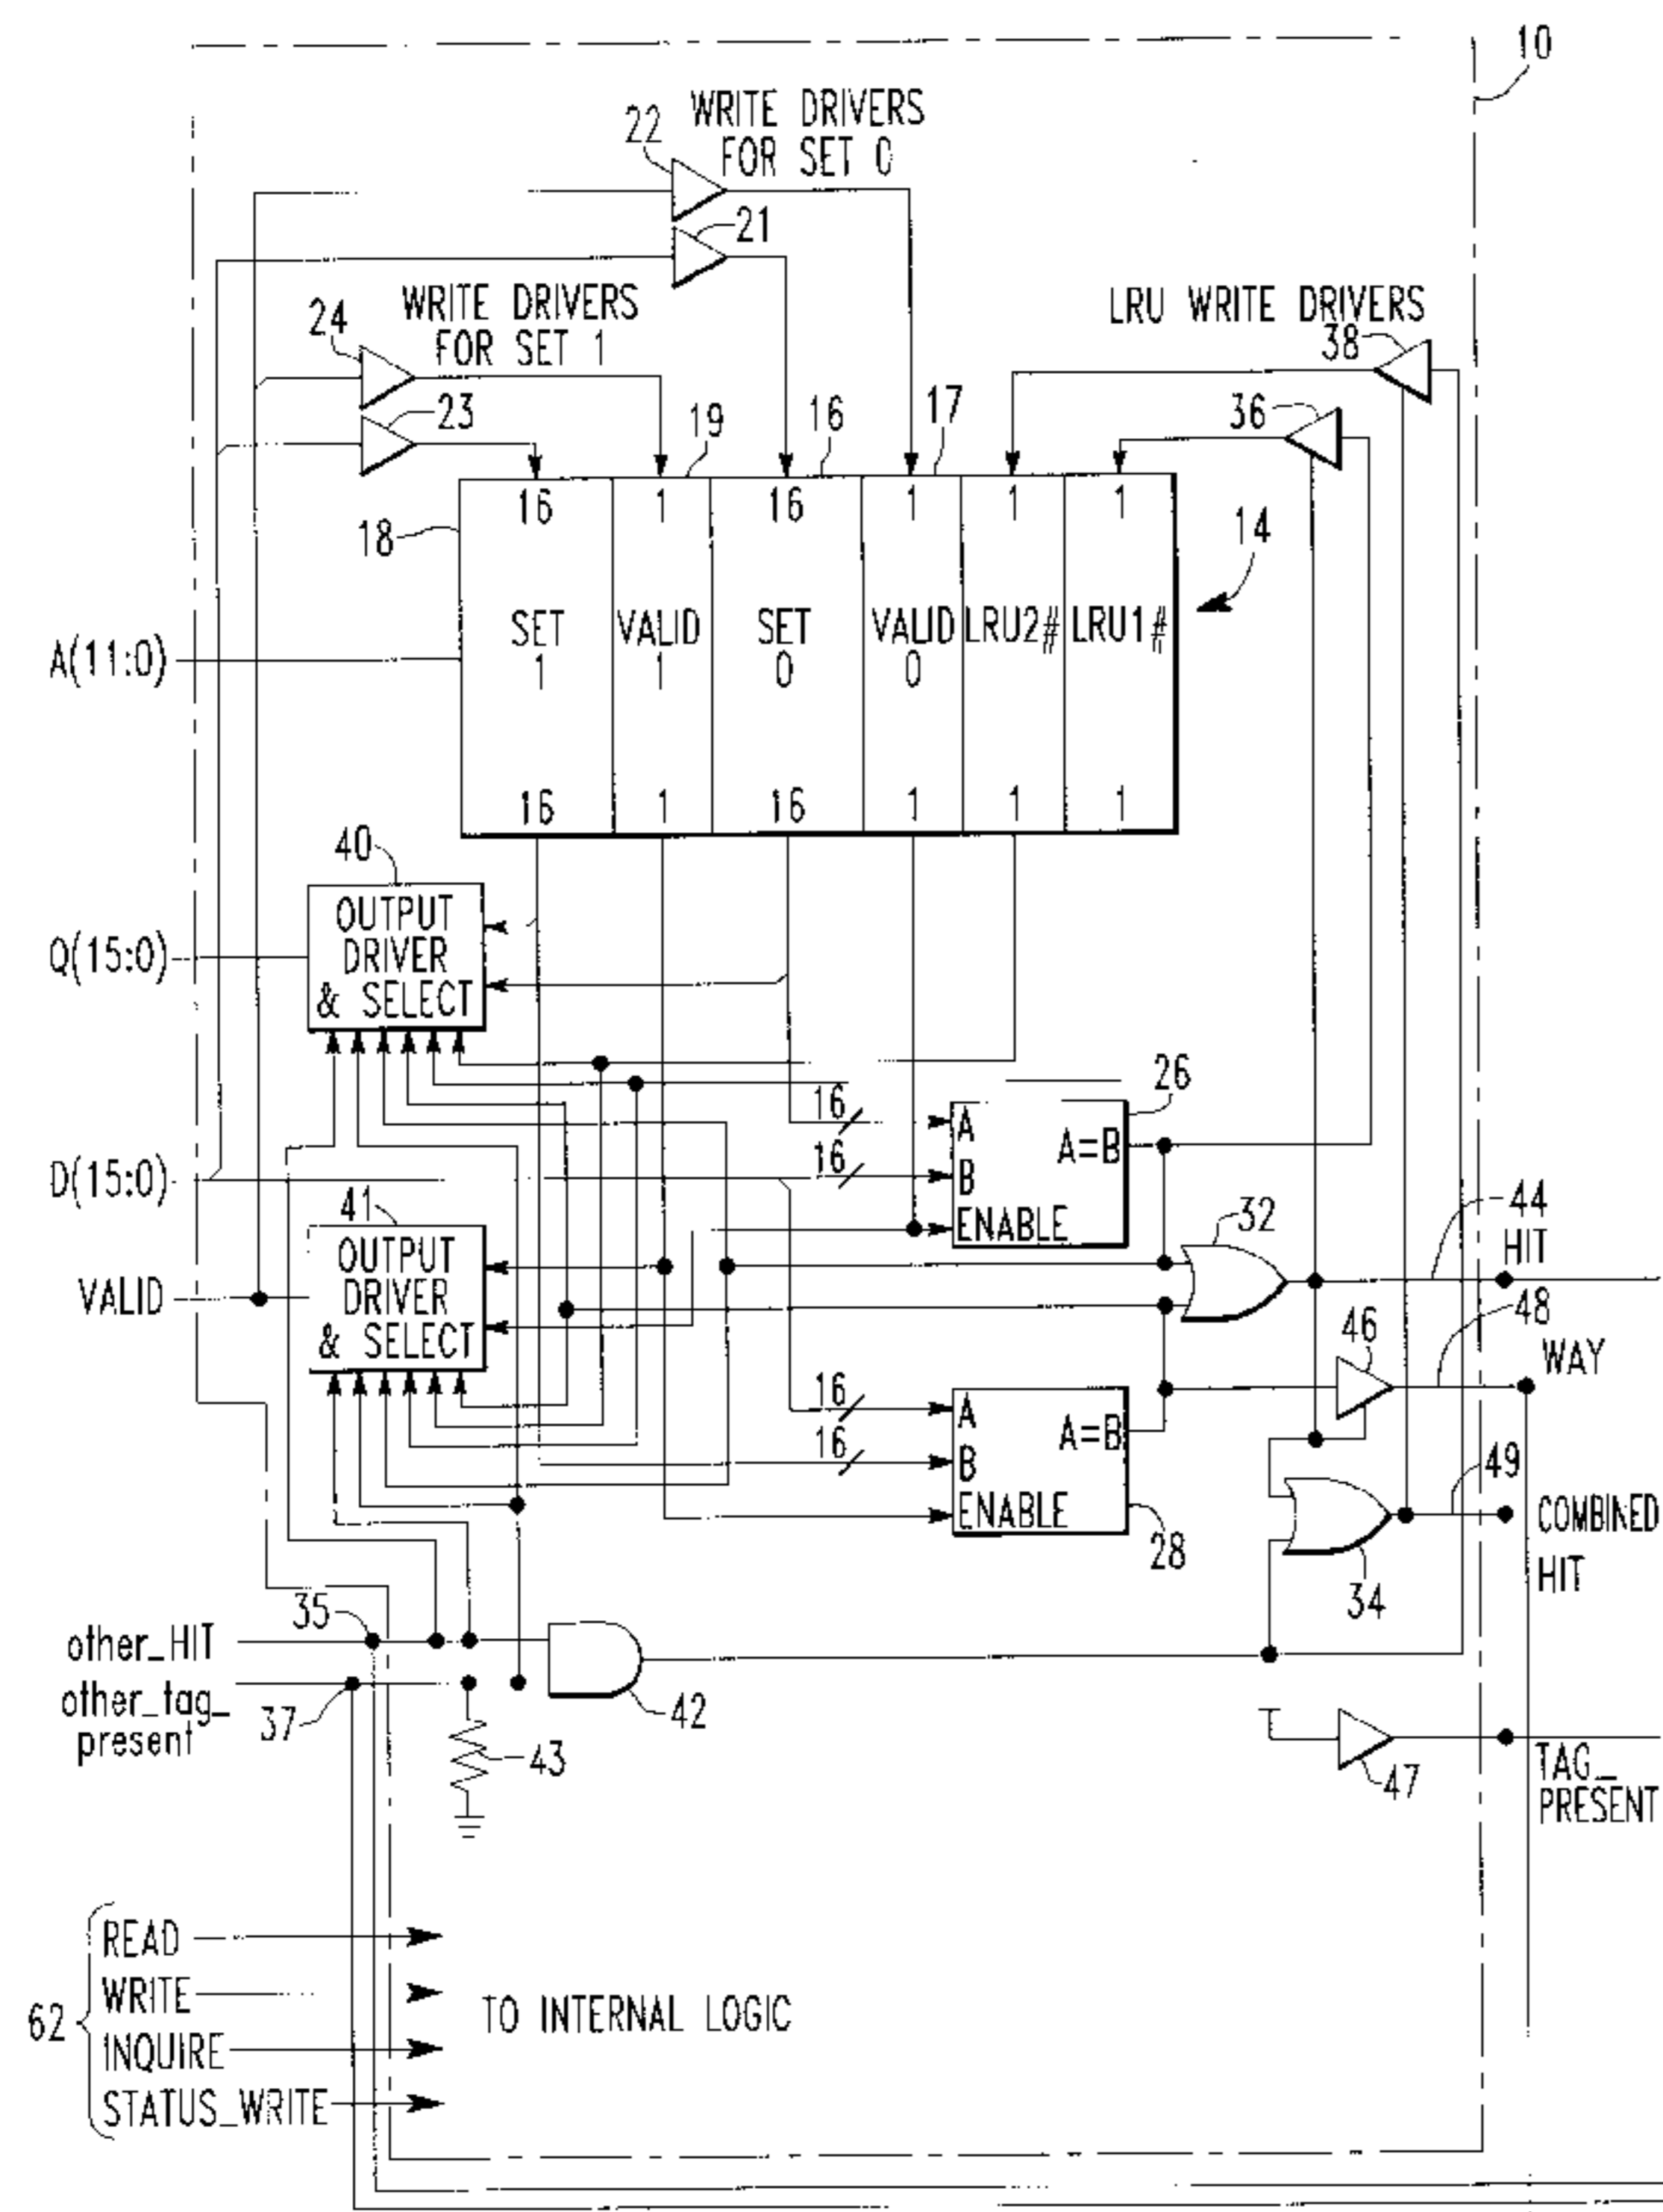 10
WRITE DRIVERS
FOR SET 0
22
21
WRITE DRIVERS
FOR SET 1
24
23
LRU WRITE DRIVERS
38
36
19
16
17
18
14
16 1 16 1 1 1
SET 1
VALID 1
SET 0
VALID 0
LRU2#
LRU1#
16 1 16 1 1 1
A(11:0)
40
OUTPUT
DRIVER
& SELECT
Q(15:0)
26
16
A
A=B
16
B
ENABLE
D(15:0)
41
OUTPUT
DRIVER
& SELECT
VALID
32
44
HIT
48
46
WAY
16
A
A=B
16
B
ENABLE
28
49
COMBINED
HIT
34
35
other_HIT
other_tag_
present
37
42
43
47
TAG_
PRESENT
62
READ
WRITE
INQUIRE
STATUS_WRITE
TO INTERNAL LOGIC